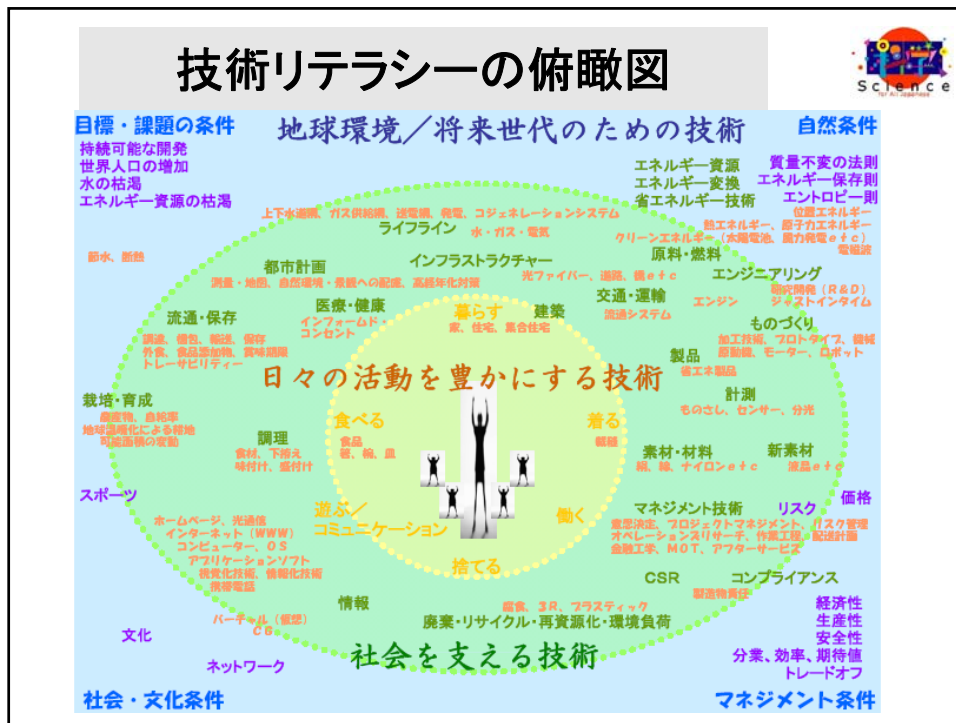 技術リテラシーの俯瞰図
Science
For All Japanese
目標・課題の条件
地球環境／将来世代のための技術
自然条件
持続可能な開発
世界人口の増加
水の枯渇
エネルギー資源の枯渇
エネルギー資源
エネルギー変換
省エネルギー技術
質量不変の法則
エネルギー保存則
エントロピー則
位置エネルギー
熱エネルギー、原子力エネルギー
クリーンエネルギー（太陽電池、風力発電ｅｔｃ）
電磁波
上下水道網、ガス供給網、送電網、発電、コジェネレーションシステム
ライフライン
水・ガス・電気
節水、断熱
都市計画
測量・地図、自然環境・景観への配慮、高経年化対策
インフラストラクチャー
光ファイバー、道路、橋ｅｔｃ
原料・燃料
エンジニアリング
研究開発（Ｒ＆Ｄ）
ジャストインタイム
エンジン
交通・運輸
流通システム
医療・健康
インフォームド・
コンセント
暮らす
建築
家、住宅、集合住宅
流通・保存
調達、梱包、輸送、保存
外食、食品添加物、賞味期限
トレーサビリティー
ものづくり
加工技術、プロトタイプ、機械
原動機、モーター、ロボット
製品
省エネ製品
日々の活動を豊かにする技術
栽培・育成
農産物、自給率
地球温暖化による耕地
可能面積の変動
計測
ものさし、センサー、分光
食べる
食品
箸、椀、皿
着る
調理
食材、下拵え
味付け、盛付け
素材・材料
絹、綿、ナイロンｅｔｃ
新素材
液晶ｅｔｃ
スポーツ
遊ぶ／
コミュニケーション
働く
捨てる
マネジメント技術
リスク
価格
意思決定、プロジェクトマネジメント、リスク管理
オペレーションズリサーチ、作業工程、配送計画
金融工学、ＭＯＴ、アフターサービス
ホームページ、光通信
インターネット（ＷＷＷ）
コンピューター、ＯＳ
アプリケーションソフト
視覚化技術、情報化技術
携帯電話
CSR
コンプライアンス
製造物責任
情報
バーチャル（仮想）
ＣＧ
腐食、３Ｒ、プラスティック
廃棄・リサイクル・再資源化・環境負荷
文化
ネットワーク
社会を支える技術
経済性
生産性
安全性
分業、効率、期待値
トレードオフ
社会・文化条件
マネジメント条件